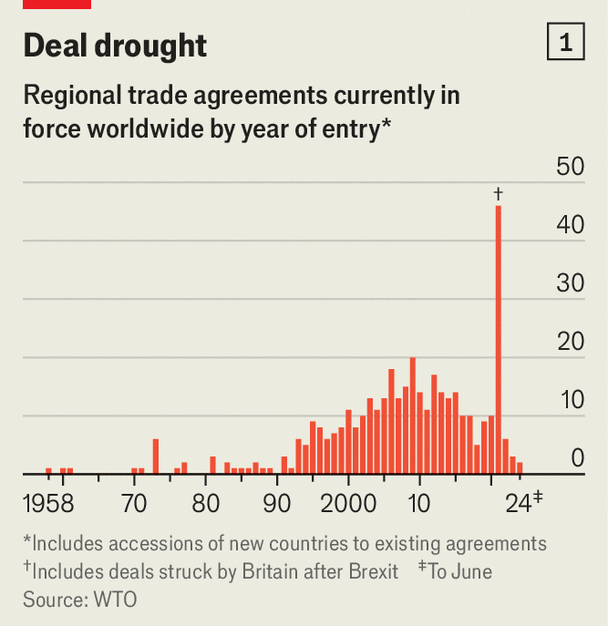 Deal drought
1
Regional trade agreements currently in
force worldwide by year of entry*
50
†
40
30
20
10
0
1958 70 80 90 2000 10 24‡
*Includes accessions of new countries to existing agreements
†Includes deals struck by Britain after Brexit ‡To June
Source: WTO